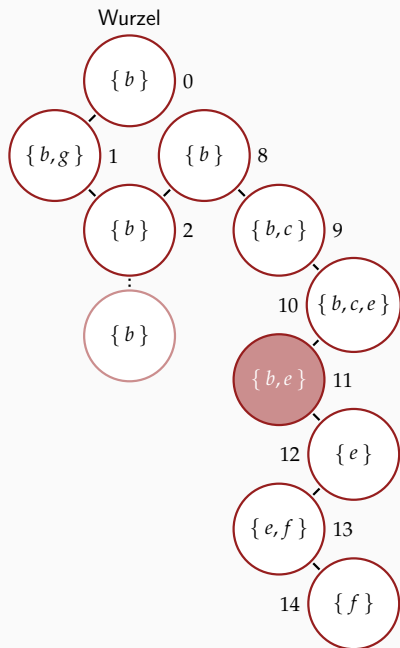 Wurzel
{ b } 0
{ b, g } 1 { b } 8
{ b } 2 { b, c } 9
10 { b, c, e }
{ b }
{ b, e } 11
12 { e }
{ e, f } 13
14 { f }